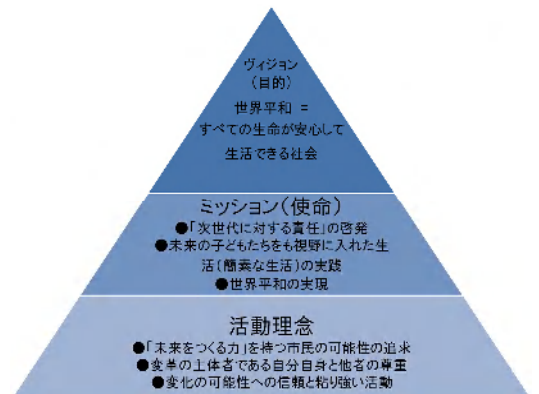 ヴィジョン
(目的)
世界平和 =
すべての生命が安心して
生活できる社会
ミッション(使命)
●「次世代に対する責任」の啓発
●未来の子どもたちをも視野に入れた生
活(簡素な生活)の実践
●世界平和の実現
活動理念
●「未来をつくる力」を持つ市民の可能性の追求
●変革の主体者である自分自身と他者の尊重
●変化の可能性への信頼と粘り強い活動